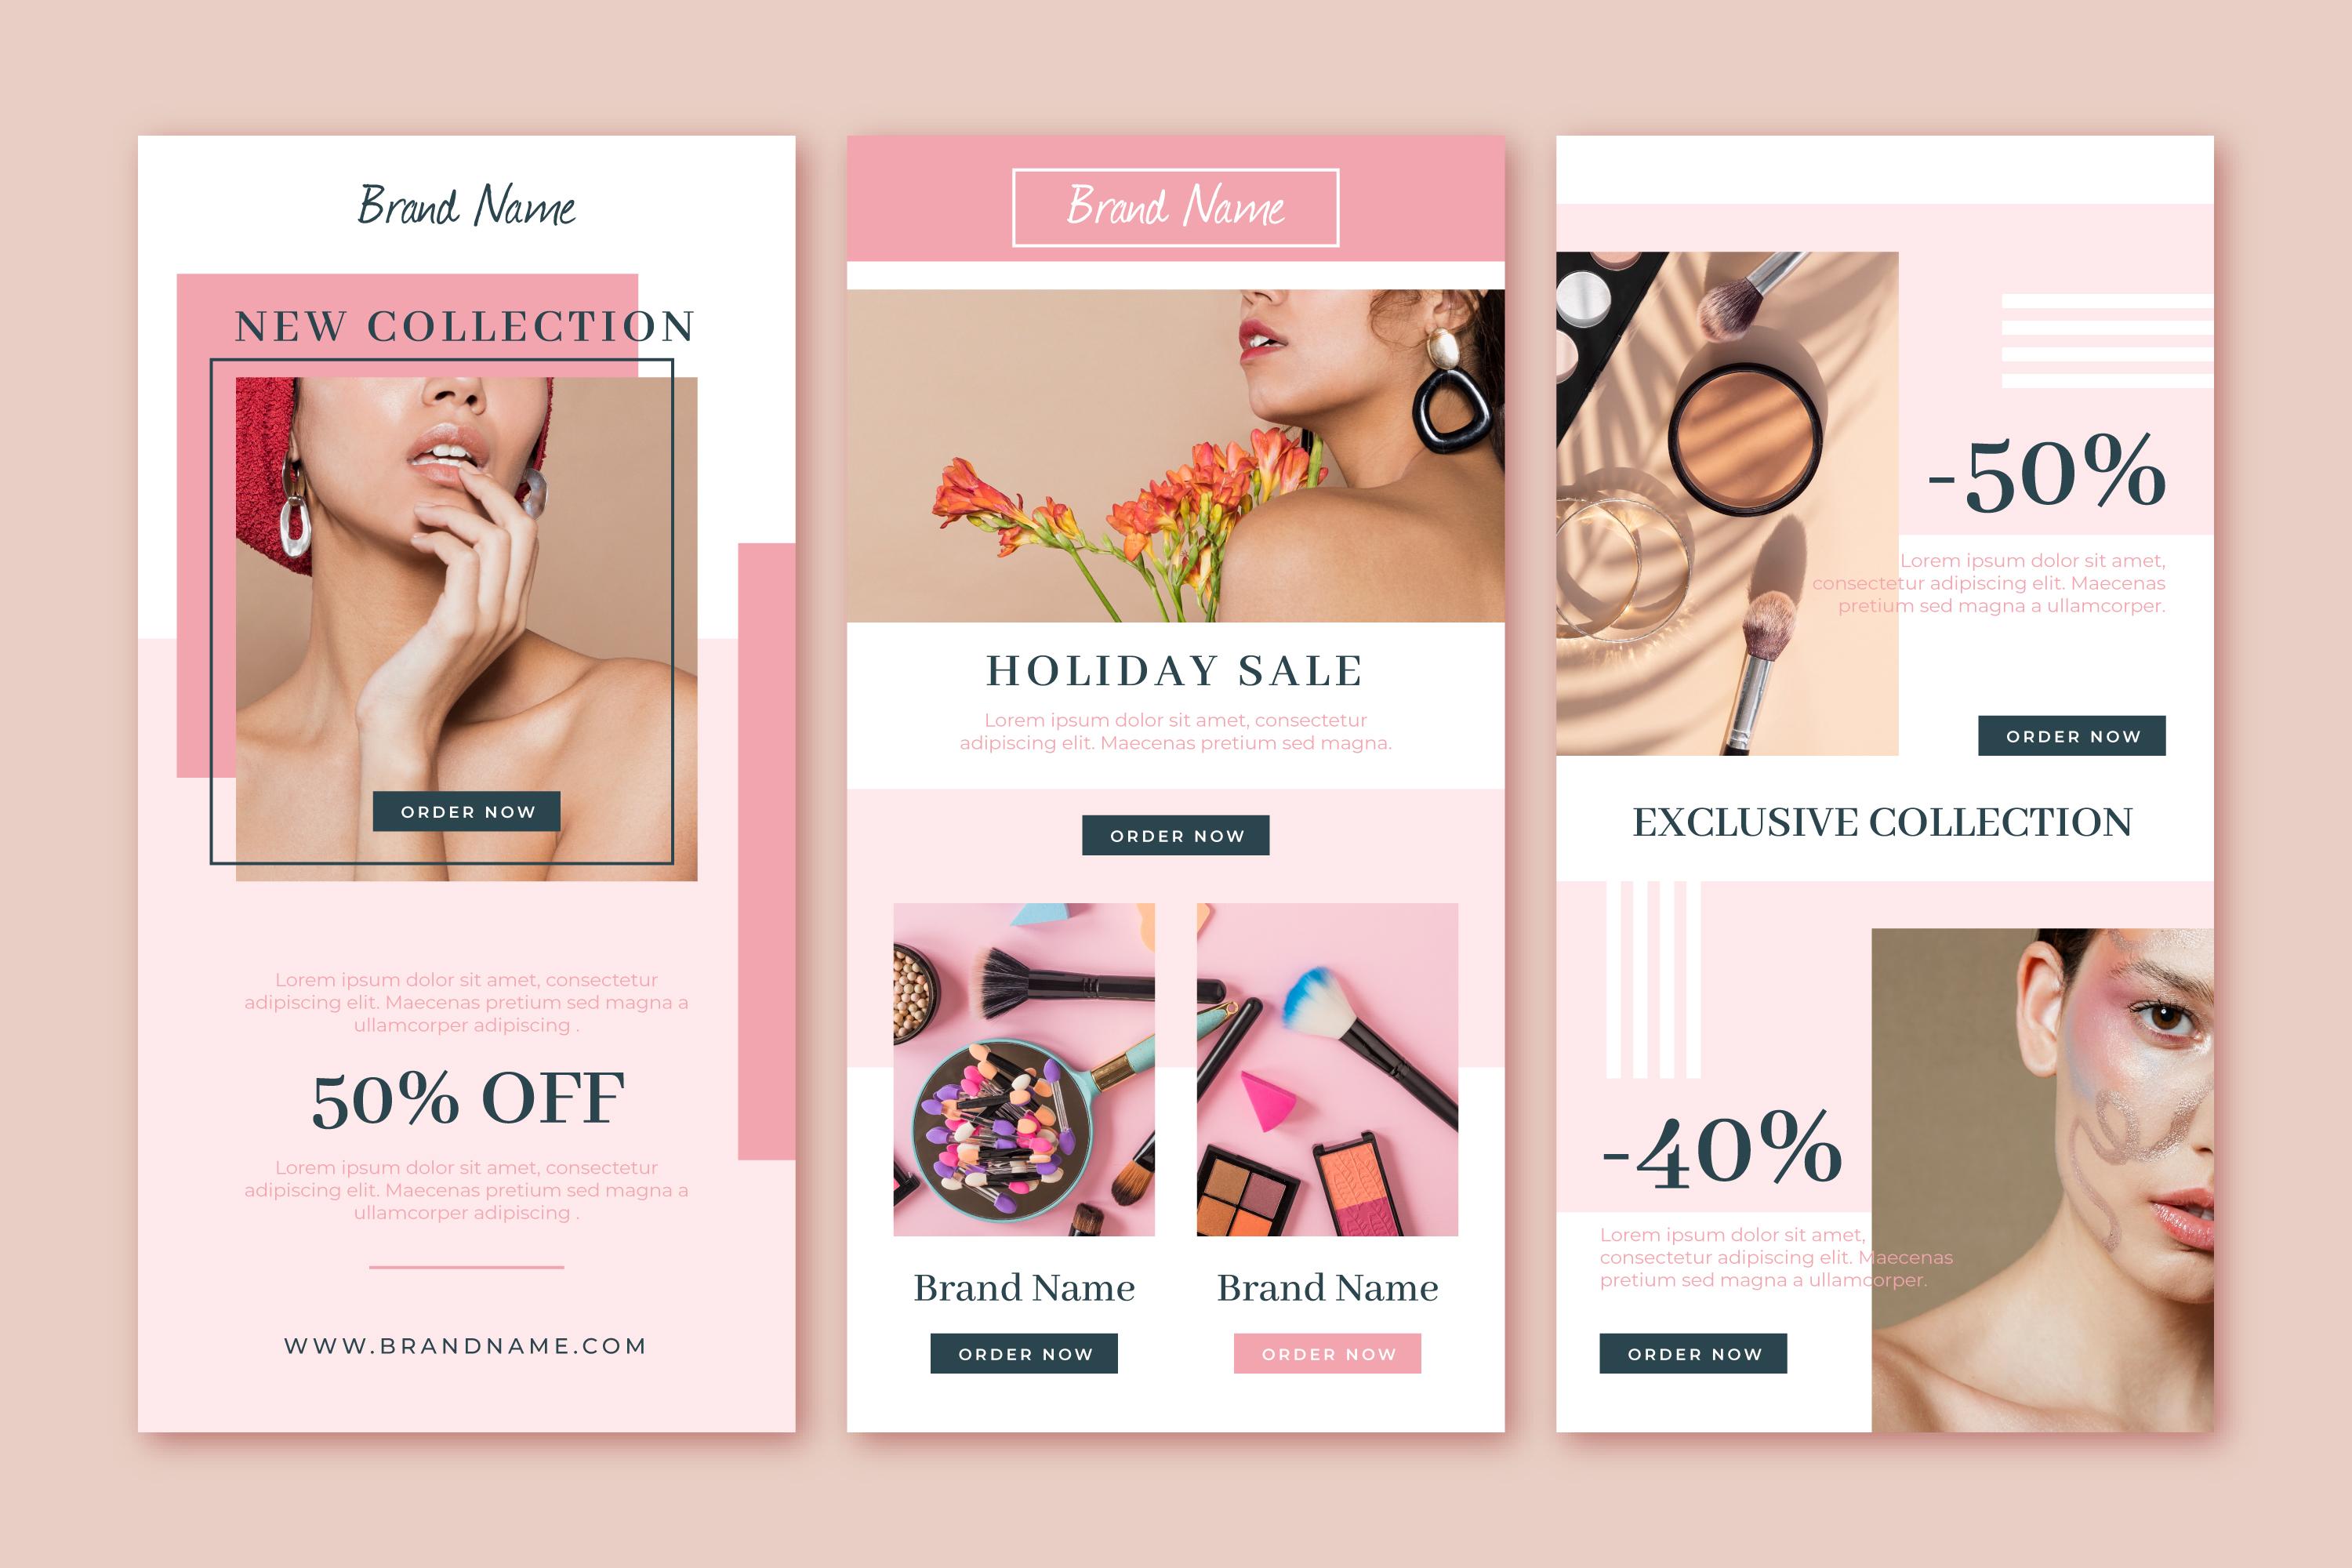 Brand Name
NEW COLLECTION
ORDER NOW
Lorem ipsum dolor sit amet, consectetur
adipiscing elit. Maecenas pretium sed magna a
ullamcorper adipiscing .
50% OFF
Lorem ipsum dolor sit amet, consectetur
adipiscing elit. Maecenas pretium sed magna a
ullamcorper adipiscing .
WWW.BRANDNAME.COM
Brand Name
HOLIDAY SALE
Lorem ipsum dolor sit amet, consectetur
adipiscing elit. Maecenas pretium sed magna.
ORDER NOW
Brand Name
ORDER NOW
Brand Name
ORDER NOW
-50%
Lorem ipsum dolor sit amet,
consectetur adipiscing elit. Maecenas
pretium sed magna a ullamcorper.
ORDER NOW
EXCLUSIVE COLLECTION
-40%
Lorem ipsum dolor sit amet,
consectetur adipiscing elit. Maecenas
pretium sed magna a ullamcorper.
ORDER NOW